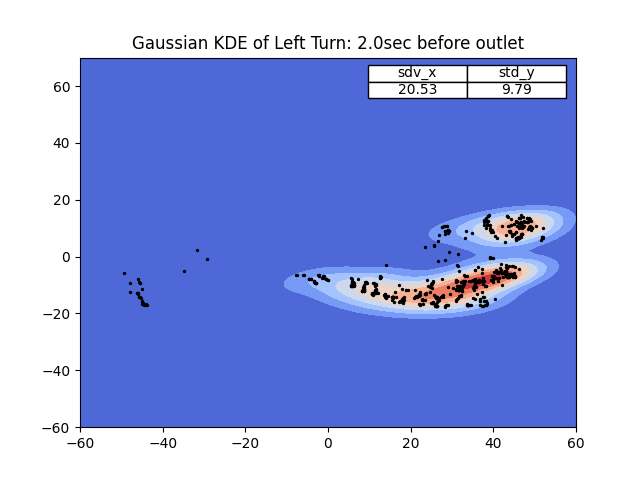 Gaussian KDE of Left Turn: 2.0sec before outlet
sdv_x std_y
20.53 9.79
60
40
20
0
−20
−40
−60
−60 −40 −20 0 20 40 60